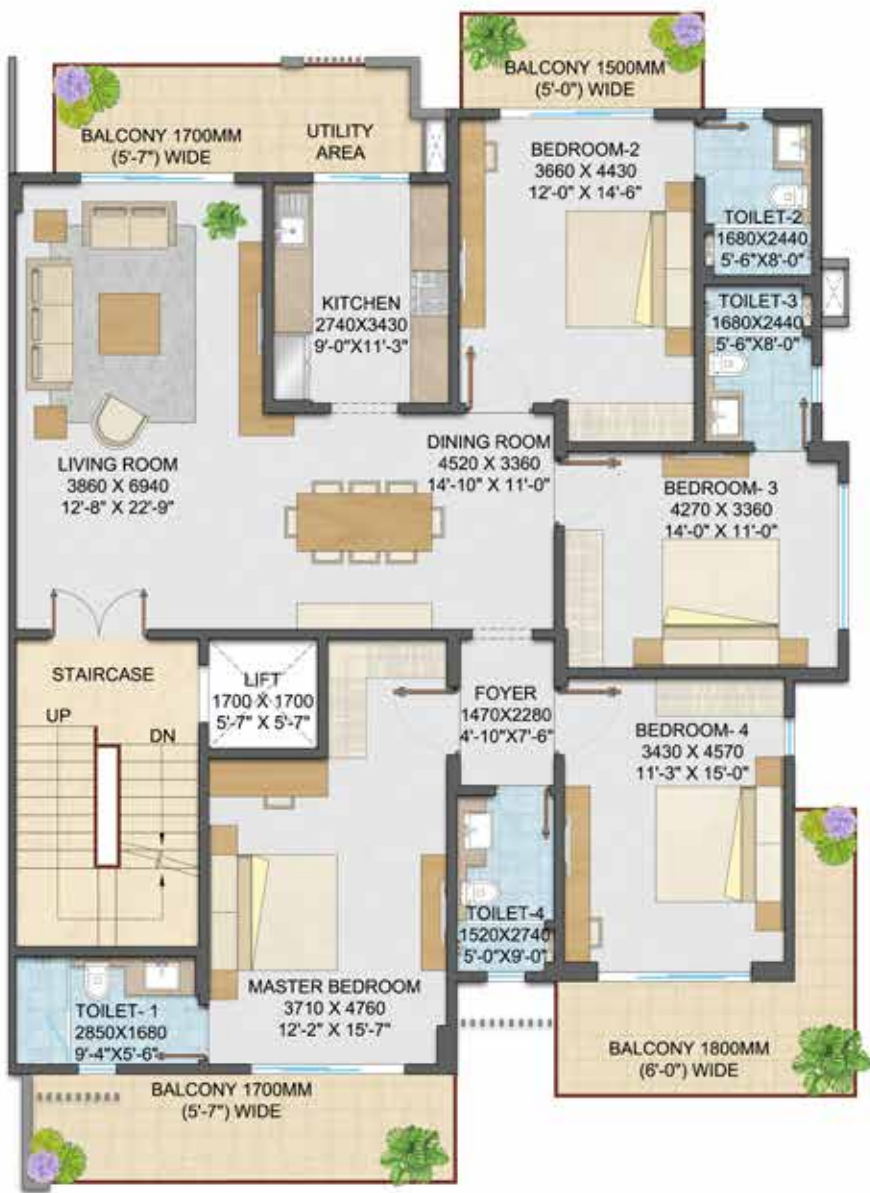 BALCONY 1500MM
(5'-0") WIDE
BALCONY 1700MM
(5'-7") WIDE
UTILITY
AREA
BEDROOM-2
3660 X 4430
12'-0" X 14'-6"
TOILET-2
1680X2440
5'-6"X8'-0"
KITCHEN
2740X3430
9'-0"X11'-3"
TOILET-3
1680X2440
5'-6"X8'-0"
LIVING ROOM
3860 X 6940
12'-8" X 22'-9"
DINING ROOM
4520 X 3360
14'-10" X 11'-0"
BEDROOM- 3
4270 X 3360
14'-0" X 11'-0"
STAIRCASE
UP
DN
LIFT
1700 X 1700
5'-7" X 5'-7"
FOYER
1470X2280
4'-10"X7'-6"
BEDROOM- 4
3430 X 4570
11'-3" X 15'-0"
TOILET-4
1520X2740
5'-0"X9'-0"
MASTER BEDROOM
3710 X 4760
12'-2" X 15'-7"
TOILET- 1
2850X1680
9'-4"X5'-6"
BALCONY 1800MM
(6'-0") WIDE
BALCONY 1700MM
(5'-7") WIDE